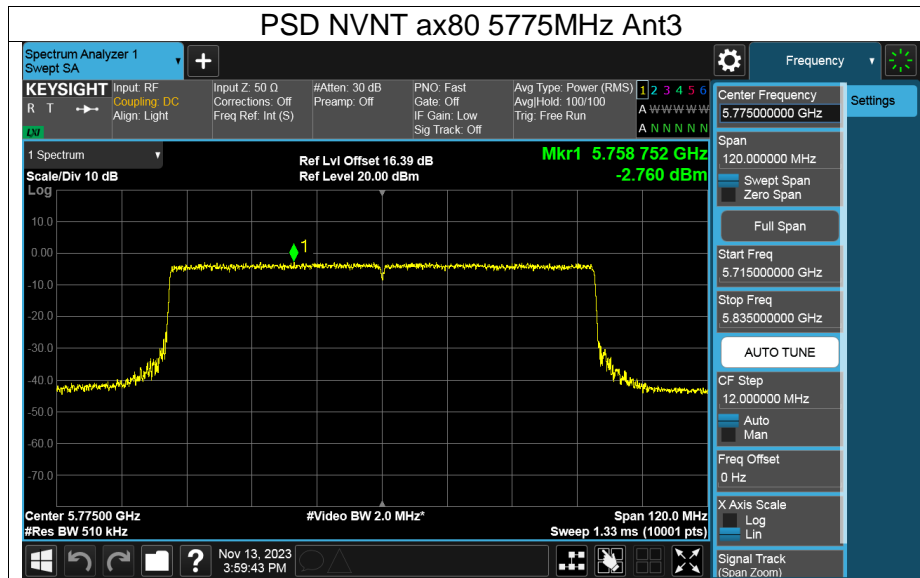 PSD NVNT ax80 5775MHz Ant3
Spectrum Analyzer 1
Swept SA
+
Frequency
KEYSIGHT
R T
LXI
Input: RF
Coupling: DC
Align: Light
Input Z: 50 Ω
Corrections: Off
Freq Ref: Int (S)
#Atten: 30 dB
Preamp: Off
PNO: Fast
Gate: Off
IF Gain: Low
Sig Track: Off
Avg Type: Power (RMS)
Avg|Hold: 100/100
Trig: Free Run
1 2 3 4 5 6
A W W W W W
A N N N N N
1 Spectrum
Scale/Div 10 dB
Log
Ref Lvl Offset 16.39 dB
Ref Level 20.00 dBm
Mkr1 5.758 752 GHz
-2.760 dBm
1
10.0
0.00
-10.0
-20.0
-30.0
-40.0
-50.0
-60.0
-70.0
Center 5.77500 GHz
#Res BW 510 kHz
#Video BW 2.0 MHz*
Span 120.0 MHz
Sweep 1.33 ms (10001 pts)
Center Frequency
5.775000000 GHz
Settings
Span
120.000000 MHz
Swept Span
Zero Span
Full Span
Start Freq
5.715000000 GHz
Stop Freq
5.835000000 GHz
AUTO TUNE
CF Step
12.000000 MHz
Auto
Man
Freq Offset
0 Hz
X Axis Scale
Log
Lin
Signal Track
(Span Zoom)
?
Nov 13, 2023
3:59:43 PM